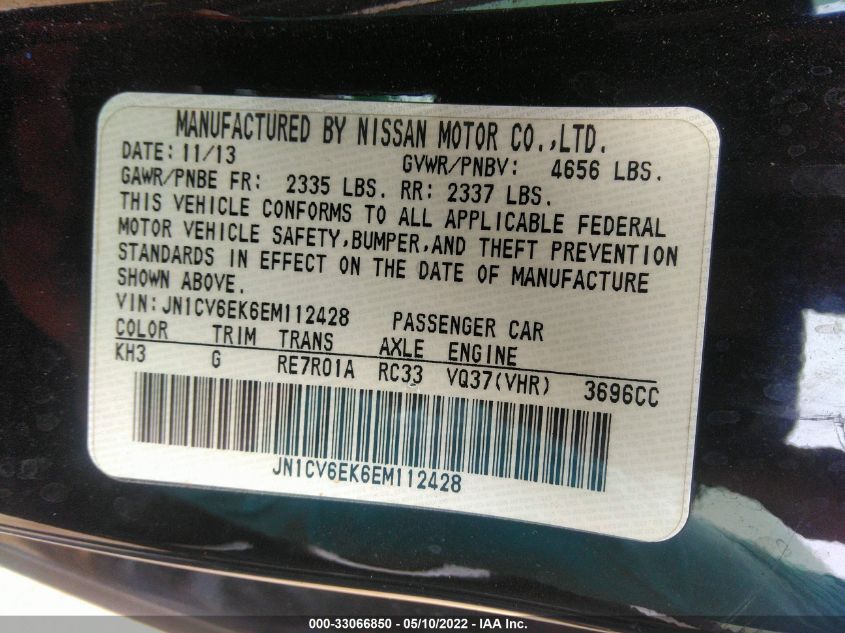 MANUFACTURED BY NISSAN MOTOR CO.,LTD.
DATE: 11/13 GVWR/PNBV: 4656 LBS.
GAWR/PNBE FR: 2335 LBS. RR: 2337 LBS.
THIS VEHICLE CONFORMS TO ALL APPLICABLE FEDERAL
MOTOR VEHICLE SAFETY,BUMPER,AND THEFT PREVENTION
STANDARDS IN EFFECT ON THE DATE OF MANUFACTURE
SHOWN ABOVE.
VIN: JN1CV6EK6EM112428 PASSENGER CAR
COLOR TRIM TRANS AXLE ENGINE
KH3 G RE7R01A RC33 VQ37(VHR) 3696CC
JN1CV6EK6EM112428
000-33066850 — 05/10/2022 - IAA Inc.